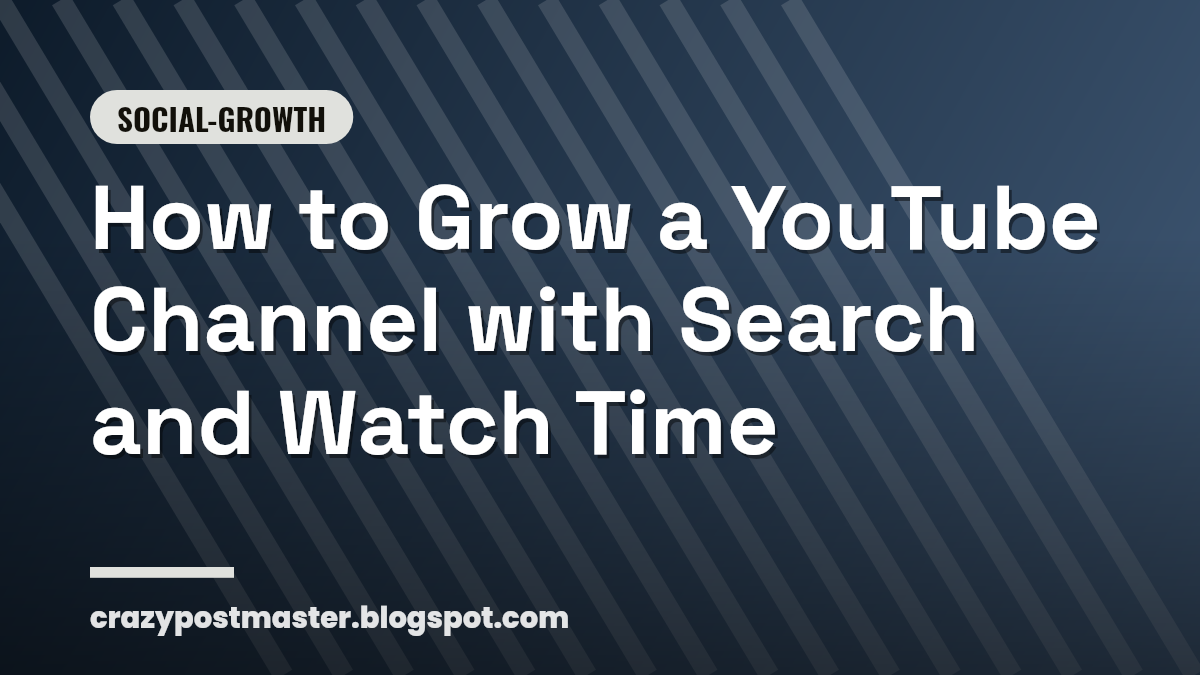 SOCIAL-GROWTH
How to Grow a YouTube
Channel with Search
and Watch Time
crazypostmaster.blogspot.com